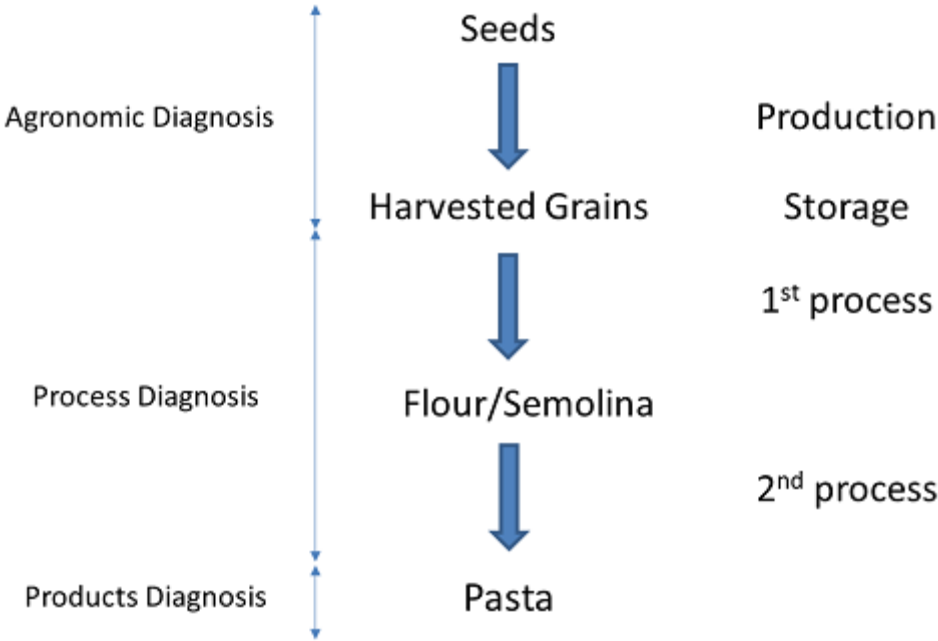 Seeds
Agronomic Diagnosis
Production
Harvested Grains
Storage
1st process
Process Diagnosis
Flour/Semolina
2nd process
Products Diagnosis
Pasta